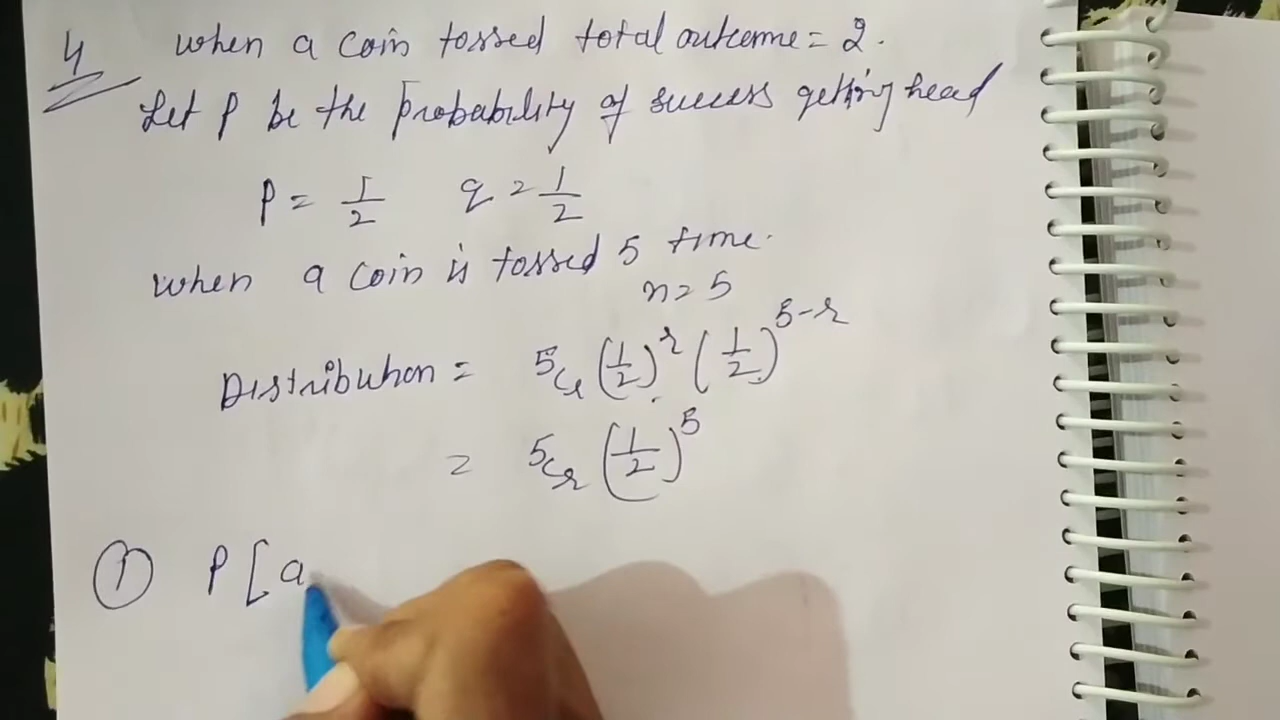 4 when a coin tossed total outcome = 2.
Let P be the Probability of success getting head
P = 1/2 q = 1/2
when a coin is tossed 5 time.
n = 5
Distribution = 5Cr (1/2)^r (1/2)^5-r
= 5Cr (1/2)^5
① P [a